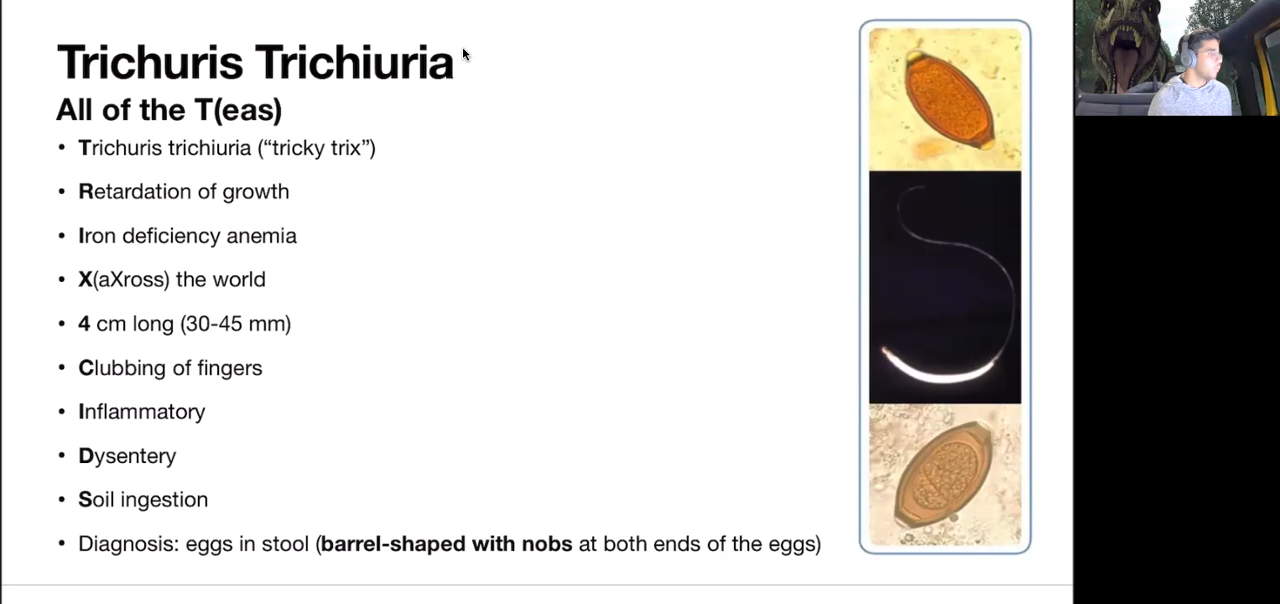 Trichuris Trichiuria
All of the T(eas)
• Trichuris trichiuria (“tricky trix”)
• Retardation of growth
• Iron deficiency anemia
• X(aXross) the world
• 4 cm long (30-45 mm)
• Clubbing of fingers
• Inflammatory
• Dysentery
• Soil ingestion
• Diagnosis: eggs in stool (barrel-shaped with nobs at both ends of the eggs)